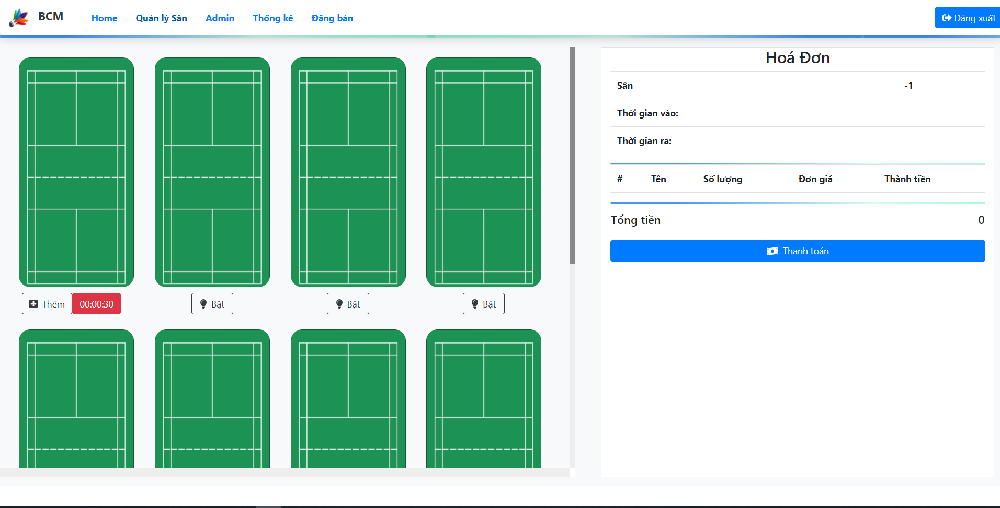 BCM Home Quản lý Sân Admin Thống kê Đăng bán Đăng xuất
Thêm 00:00:30 Bật Bật Bật
Hoá Đơn
Sân -1
Thời gian vào:
Thời gian ra:
# Tên Số lượng Đơn giá Thành tiền
Tổng tiền 0
Thanh toán